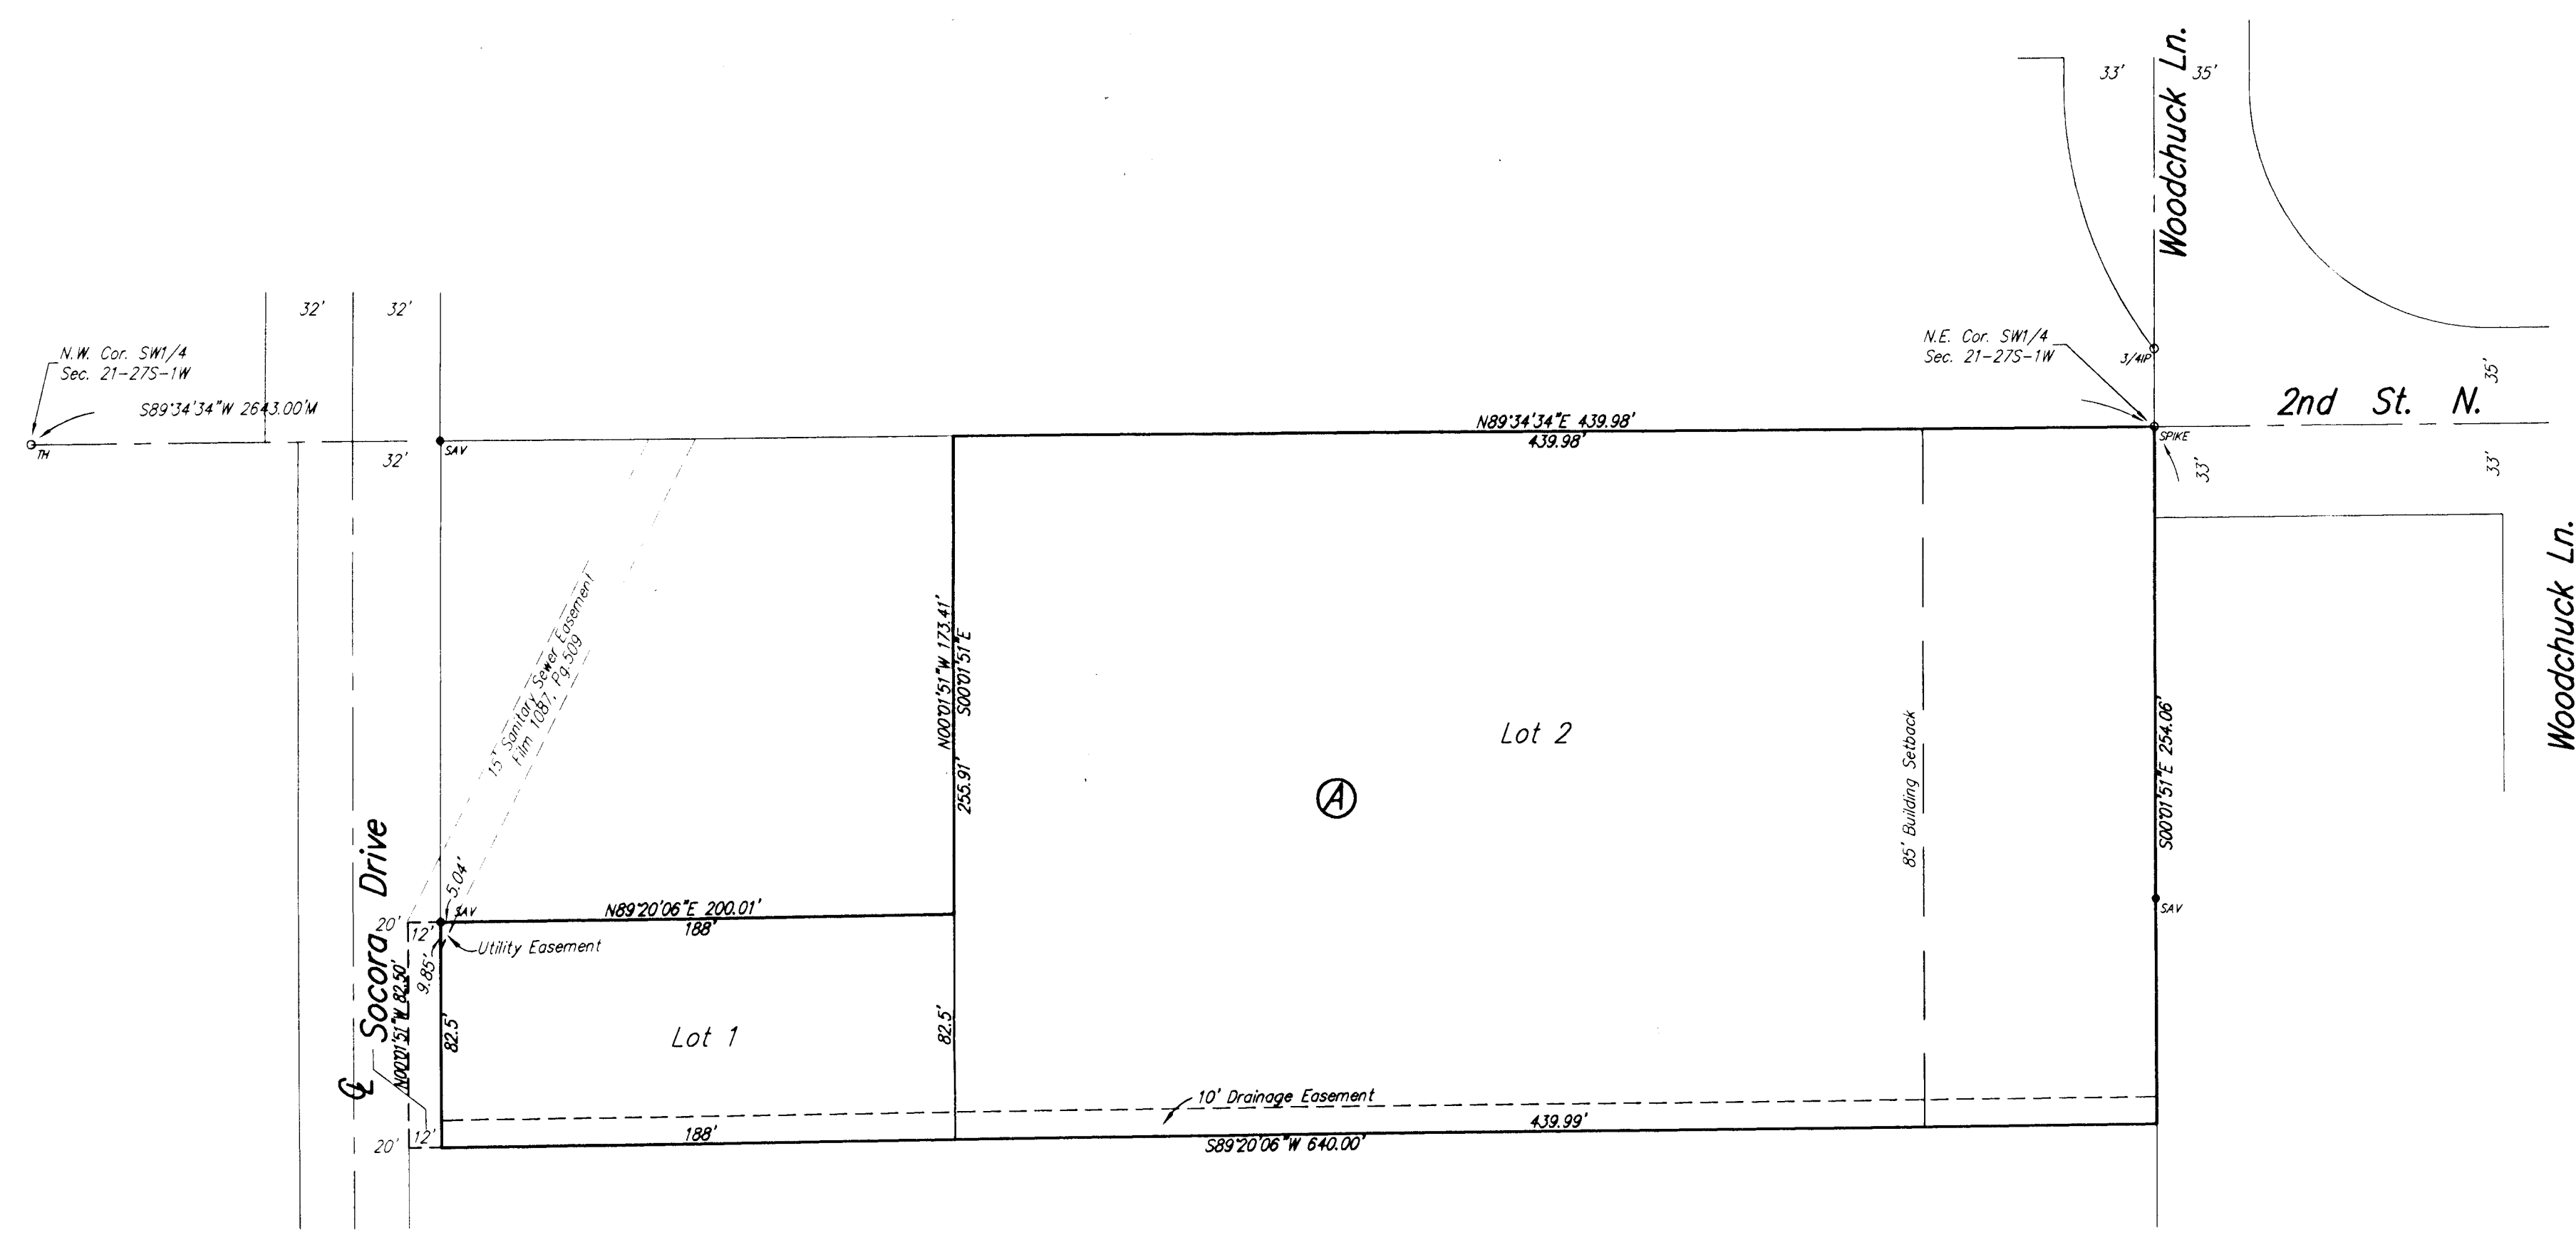 33'
35'
Woodchuck Ln.
32'
32'
N.W. Cor. SW1/4
Sec. 21-27S-1W
S89°34'34"W 2643.00'M
TH
32'
SAV
N.E. Cor. SW1/4
Sec. 21-27S-1W
3/4IP
35'
2nd St. N.
SPIKE
33'
33'
N89°34'34"E 439.98'
439.98'
15' Sanitary Sewer Easement
Film 1087, Pg.509
N00°01'51"W 173.41'
S00°01'51"E
255.91'
Lot 2
A
85' Building Setback
S00°01'51"E 254.06'
SAV
Woodchuck Ln.
Socora Drive
5.04'
SAV
20'
12'
N89°20'06"E 200.01'
188'
Utility Easement
9.85'
N00°01'51"W 82.50'
82.5'
Lot 1
82.5'
℄
10' Drainage Easement
20'
12'
188'
439.99'
S89°20'06"W 640.00'